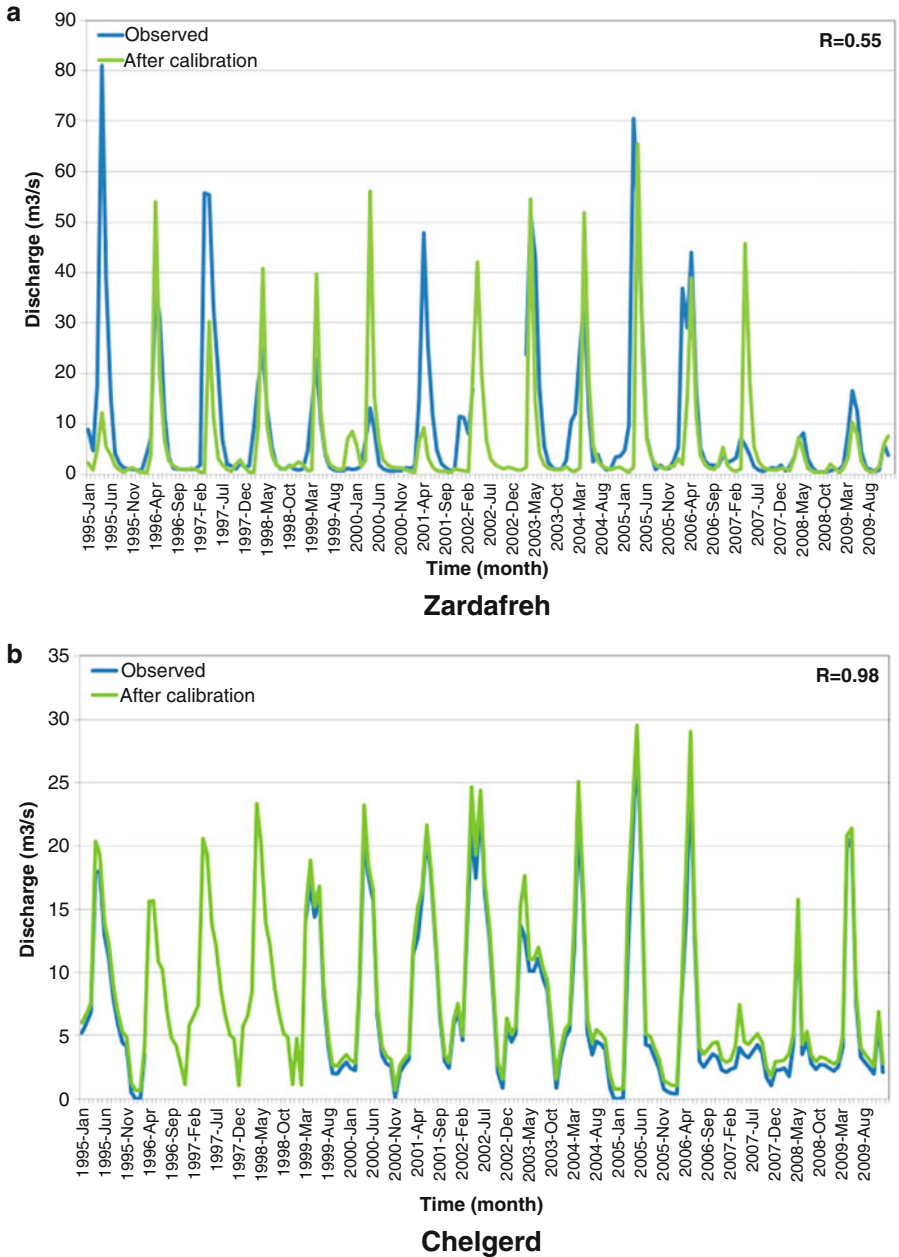 a
Observed
After calibration
R=0.55
90
80
70
60
50
40
30
20
10
0
Discharge (m3/s)
1995-Jan
1995-Jun
1995-Nov
1996-Apr
1996-Sep
1997-Feb
1997-Jul
1997-Dec
1998-May
1998-Oct
1999-Mar
1999-Aug
2000-Jan
2000-Jun
2000-Nov
2001-Apr
2001-Sep
2002-Feb
2002-Jul
2002-Dec
2003-May
2003-Oct
2004-Mar
2004-Aug
2005-Jan
2005-Jun
2005-Nov
2006-Apr
2006-Sep
2007-Feb
2007-Jul
2007-Dec
2008-May
2008-Oct
2009-Mar
2009-Aug
Time (month)
Zardafreh
b
Observed
After calibration
R=0.98
35
30
25
20
15
10
5
0
Discharge (m3/s)
1995-Jan
1995-Jun
1995-Nov
1996-Apr
1996-Sep
1997-Feb
1997-Jul
1997-Dec
1998-May
1998-Oct
1999-Mar
1999-Aug
2000-Jan
2000-Jun
2000-Nov
2001-Apr
2001-Sep
2002-Feb
2002-Jul
2002-Dec
2003-May
2003-Oct
2004-Mar
2004-Aug
2005-Jan
2005-Jun
2005-Nov
2006-Apr
2006-Sep
2007-Feb
2007-Jul
2007-Dec
2008-May
2008-Oct
2009-Mar
2009-Aug
Time (month)
Chelgerd